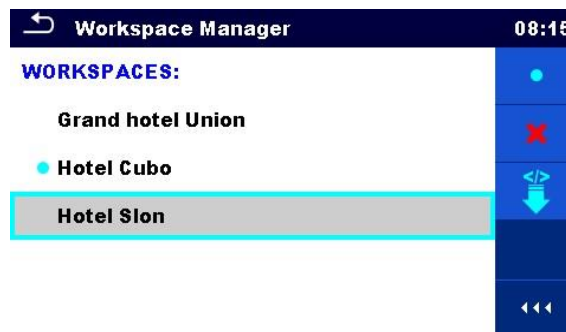 Workspace Manager 08:15
WORKSPACES:
Grand hotel Union
Hotel Cubo
</>
Hotel Slon